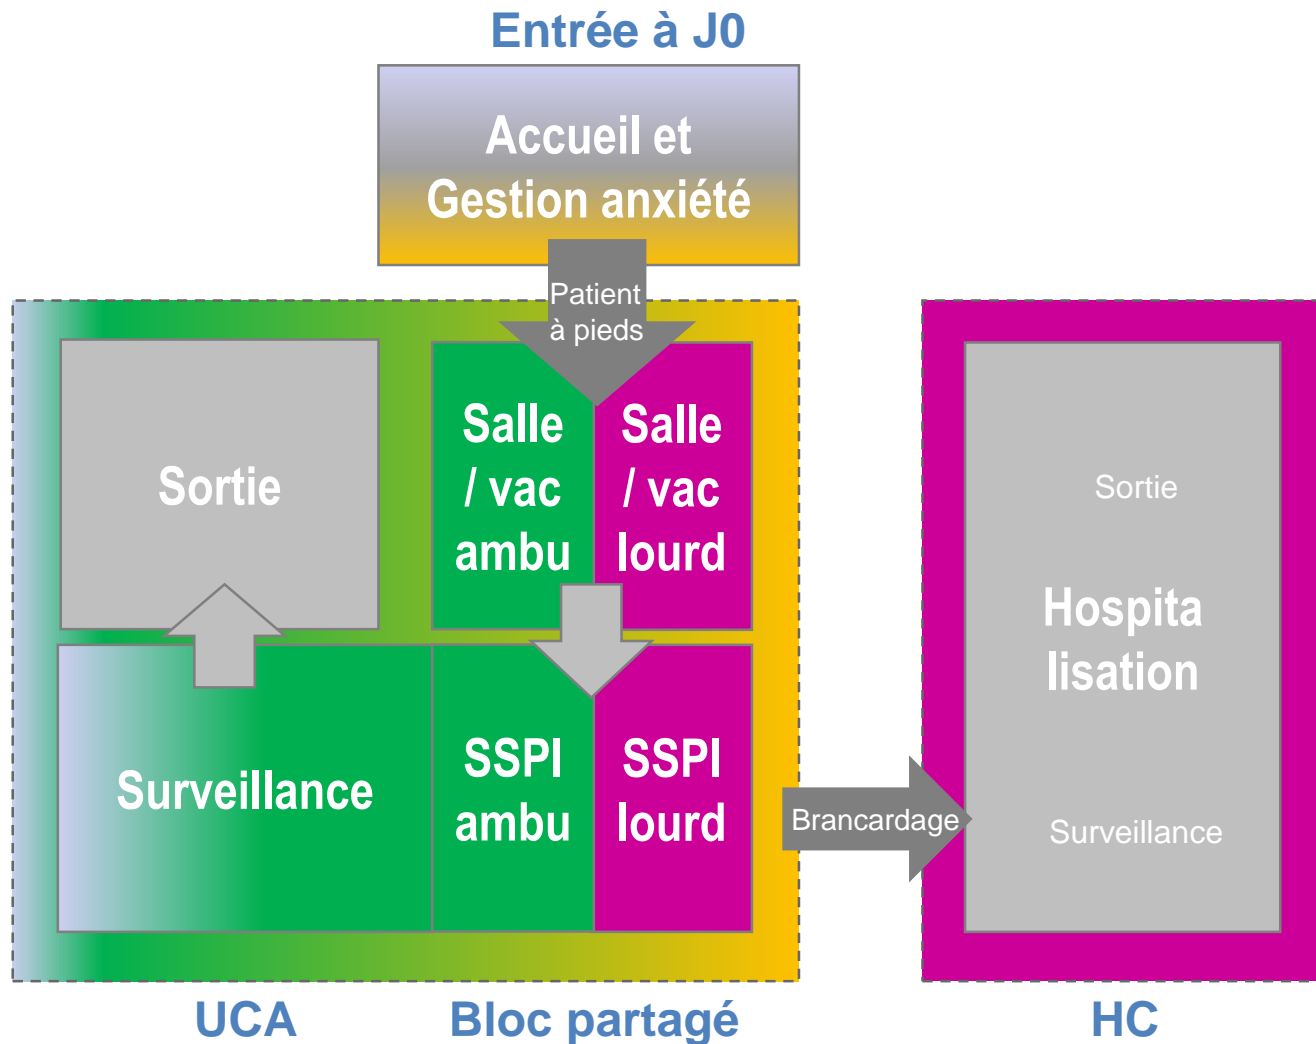 Entrée à J0
Accueil et
Gestion anxiété
Patient
à pieds
Salle
/ vac
ambu
Salle
/ vac
lourd
Sortie
Surveillance
SSPI
ambu
SSPI
lourd
Brancardage
Sortie
Hospita
lisation
Surveillance
UCA
Bloc partagé
HC